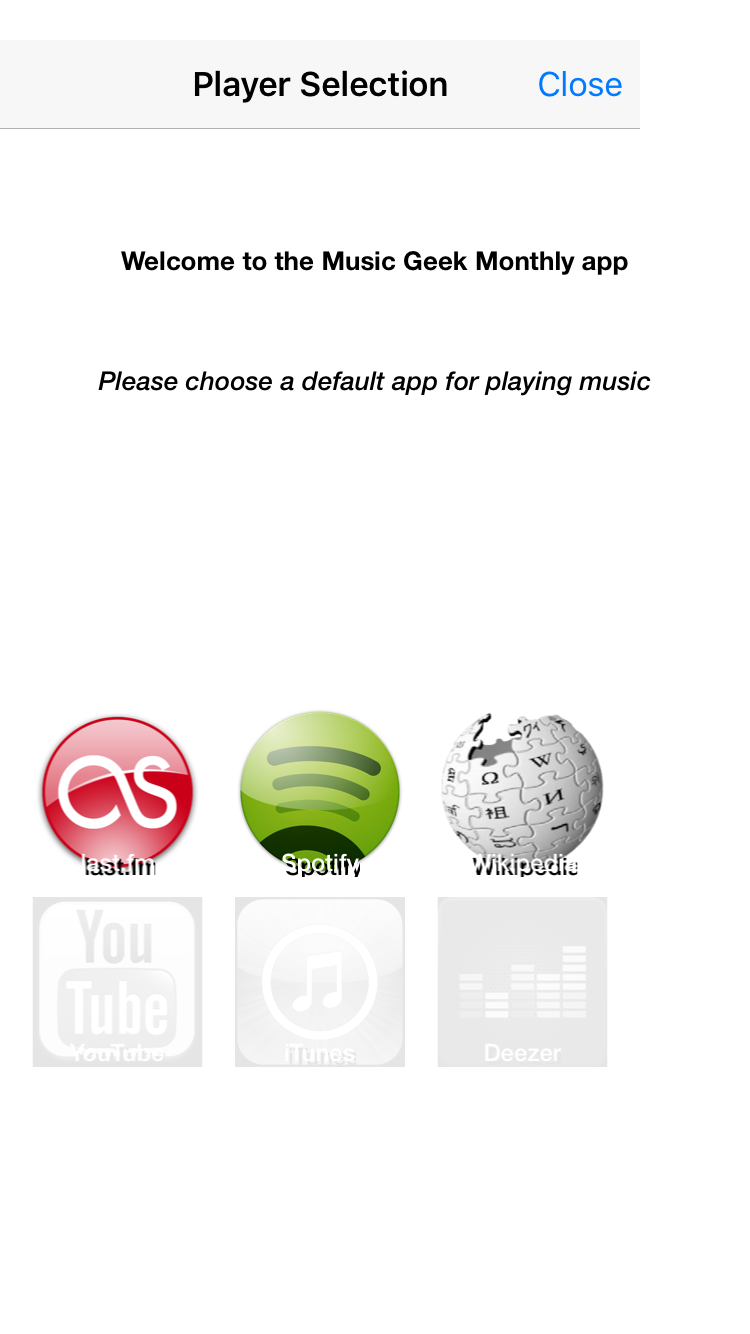 Player Selection
Close
Welcome to the Music Geek Monthly app
Please choose a default app for playing music
W
Ω
И
祖
last.fm
Spotify
Wikipedia
You
Tube
YouTube
iTunes
Deezer